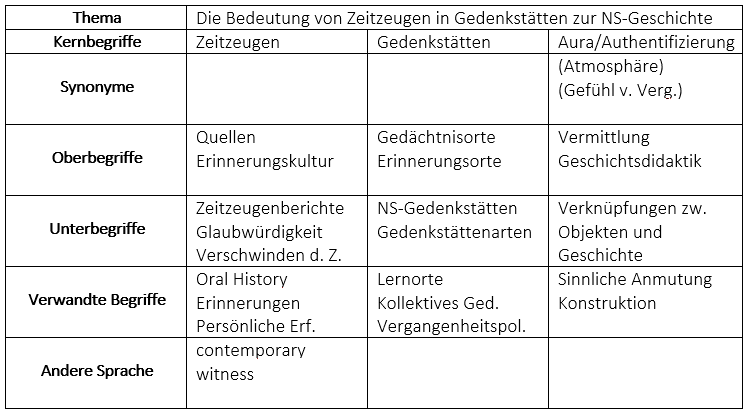 Thema Die Bedeutung von Zeitzeugen in Gedenkstätten zur NS-Geschichte
Kernbegriffe Zeitzeugen Gedenkstätten Aura/Authentifizierung
Synonyme
(Atmosphäre)
(Gefühl v. Verg.)
Oberbegriffe
Quellen
Erinnerungskultur
Gedächtnisorte
Erinnerungsorte
Vermittlung
Geschichtsdidaktik
Unterbegriffe
Zeitzeugenberichte
Glaubwürdigkeit
Verschwinden d. Z.
NS-Gedenkstätten
Gedenkstättenarten
Verknüpfungen zw.
Objekten und
Geschichte
Verwandte Begriffe
Oral History
Erinnerungen
Persönliche Erf.
Lernorte
Kollektives Ged.
Vergangenheitspol.
Sinnliche Anmutung
Konstruktion
Andere Sprache
contemporary
witness